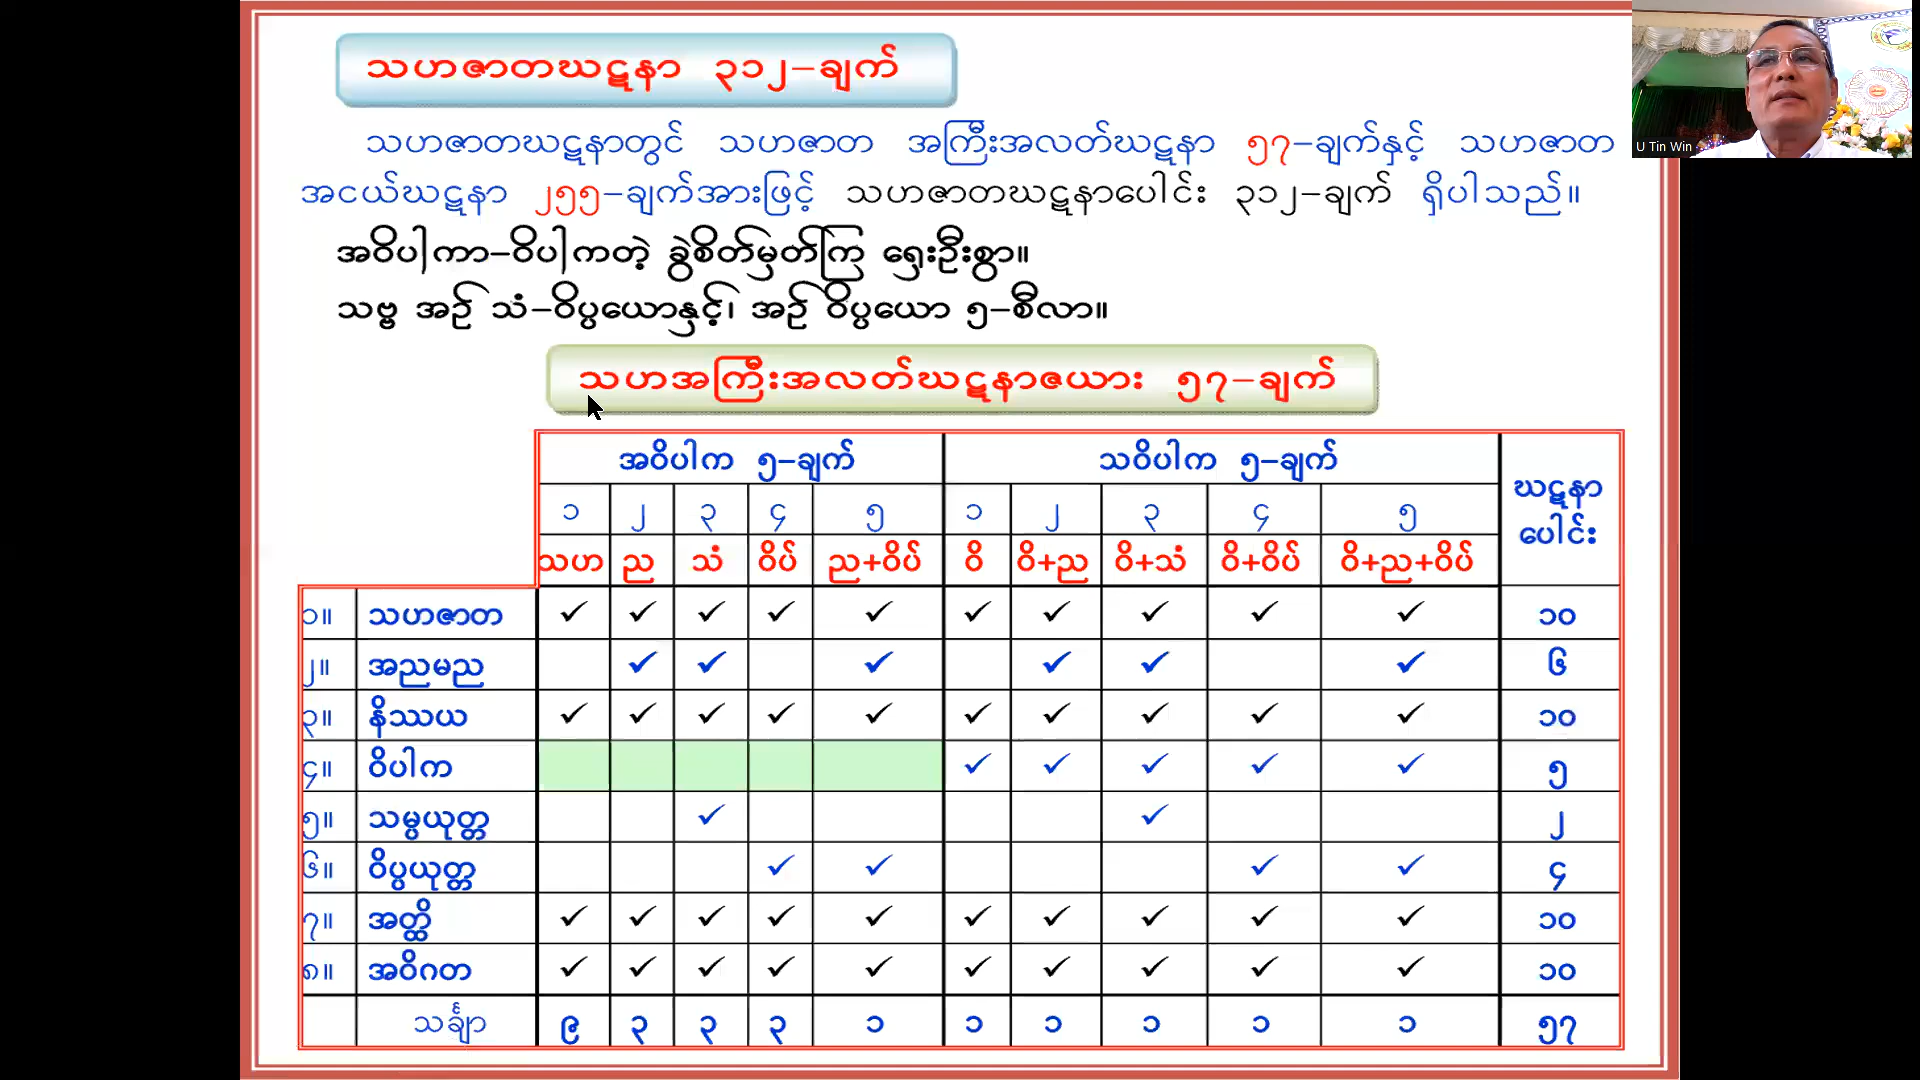 သဟဇာတဃဋနာ ၃၁၂–ချက်
U Tin Win
သဟဇာတဃဋနာတွင် သဟဇာတ အကြီးအလတ်ဃဋနာ ၅၇–ချက်နှင့် သဟဇာတ
အငယ်ဃဋနာ ၂၅၅–ချက်အားဖြင့် သဟဇာတဃဋနာပေါင်း ၃၁၂–ချက် ရှိပါသည်။
အဝိပါကာ–ဝိပါကတဲ့ ခွဲစိတ်မှတ်ကြ ရှေးဦးစွာ။
သဗ္ဗ အဉ် သံ–ဝိပ္ပယောနှင့်၊ အဉ် ဝိပ္ပယော ၅–စီလာ။
သဟအကြီးအလတ်ဃဋနာဇယား ၅၇–ချက်
အဝိပါက ၅–ချက် သဝိပါက ၅–ချက် ဃဋနာ ပေါင်း
၁ ၂ ၃ ၄ ၅ ၁ ၂ ၃ ၄ ၅
သဟ ည သံ ဝိပ် ည+ဝိပ် ဝိ ဝိ+ည ဝိ+သံ ဝိ+ဝိပ် ဝိ+ည+ဝိပ်
၁။ သဟဇာတ ✓ ✓ ✓ ✓ ✓ ✓ ✓ ✓ ✓ ✓ ၁၀
၂။ အညမည ✓ ✓ ✓ ✓ ✓ ✓ ၆
၃။ နိဿယ ✓ ✓ ✓ ✓ ✓ ✓ ✓ ✓ ✓ ✓ ၁၀
၄။ ဝိပါက ✓ ✓ ✓ ✓ ✓ ၅
၅။ သမ္ပယုတ္တ ✓ ✓ ၂
၆။ ဝိပ္ပယုတ္တ ✓ ✓ ✓ ✓ ၄
၇။ အတ္ထိ ✓ ✓ ✓ ✓ ✓ ✓ ✓ ✓ ✓ ✓ ၁၀
၈။ အဝိဂတ ✓ ✓ ✓ ✓ ✓ ✓ ✓ ✓ ✓ ✓ ၁၀
သင်္ချာ ၉ ၃ ၃ ၃ ၁ ၁ ၁ ၁ ၁ ၁ ၅၇